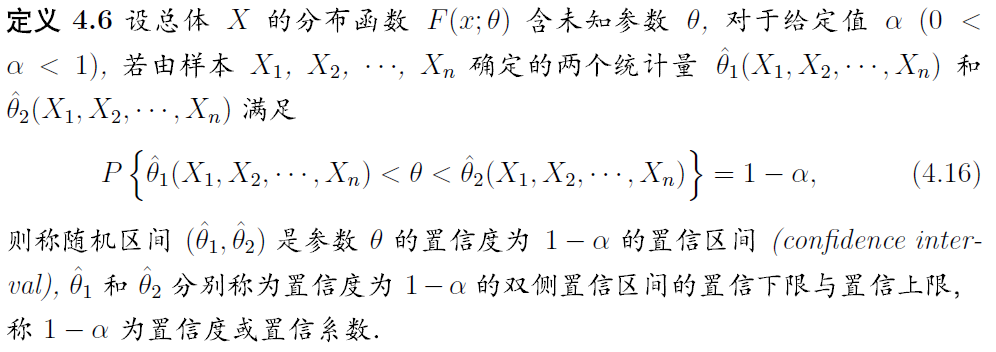 定义 4.6 设总体 X 的分布函数 F(x; θ) 含未知参数 θ, 对于给定值 α (0 <
α < 1), 若由样本 X₁, X₂, ···, Xₙ 确定的两个统计量 θ̂₁(X₁, X₂, ···, Xₙ) 和
θ̂₂(X₁, X₂, ···, Xₙ) 满足
P{θ̂₁(X₁, X₂, ···, Xₙ) < θ < θ̂₂(X₁, X₂, ···, Xₙ)} = 1 − α, (4.16)
则称随机区间 (θ̂₁, θ̂₂) 是参数 θ 的置信度为 1 − α 的置信区间 (confidence inter-
val), θ̂₁ 和 θ̂₂ 分别称为置信度为 1−α 的双侧置信区间的置信下限与置信上限,
称 1 − α 为置信度或置信系数.